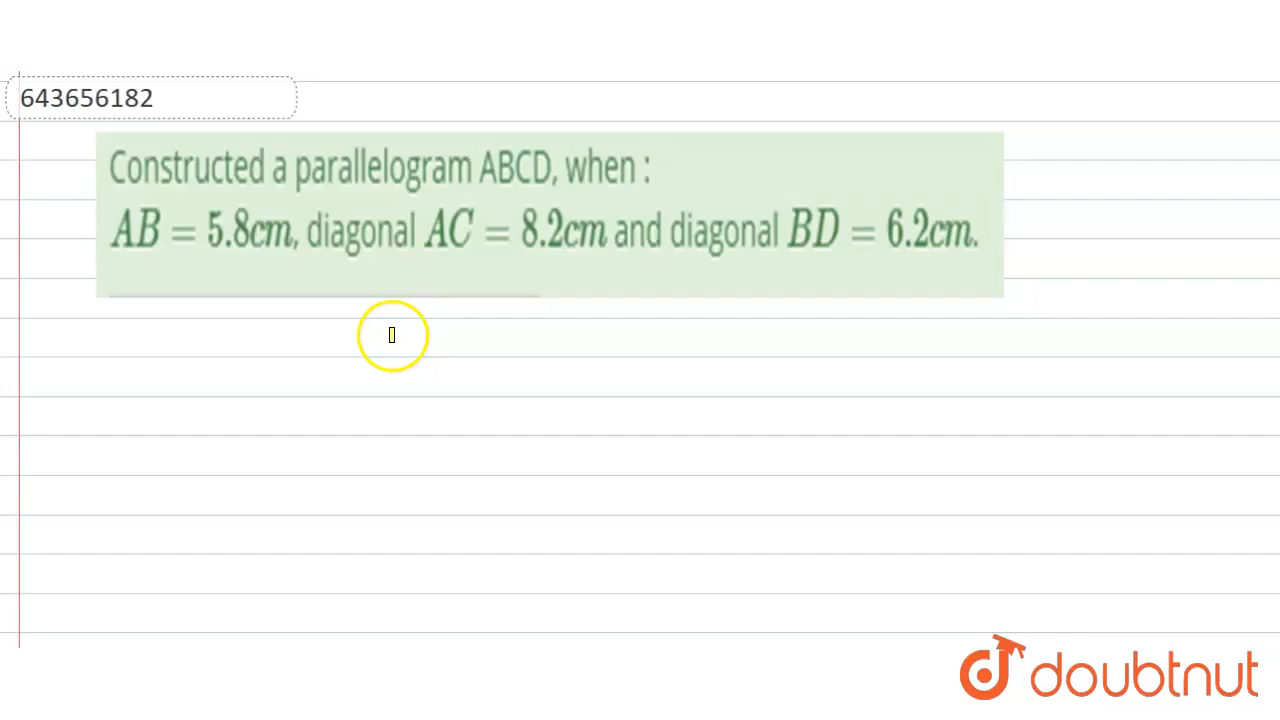 643656182
Constructed a parallelogram ABCD, when :
AB = 5.8cm, diagonal AC = 8.2cm and diagonal BD = 6.2cm.
doubtnut